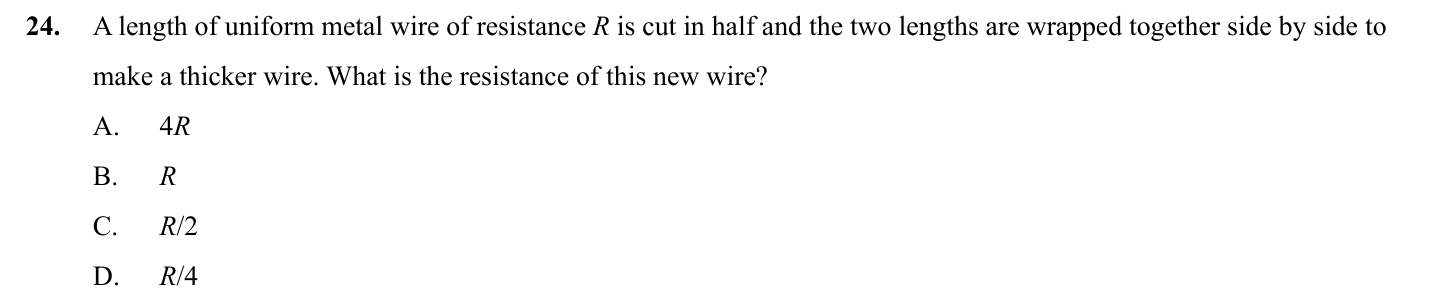 24. A length of uniform metal wire of resistance R is cut in half and the two lengths are wrapped together side by side to
make a thicker wire. What is the resistance of this new wire?
A. 4R
B. R
C. R/2
D. R/4